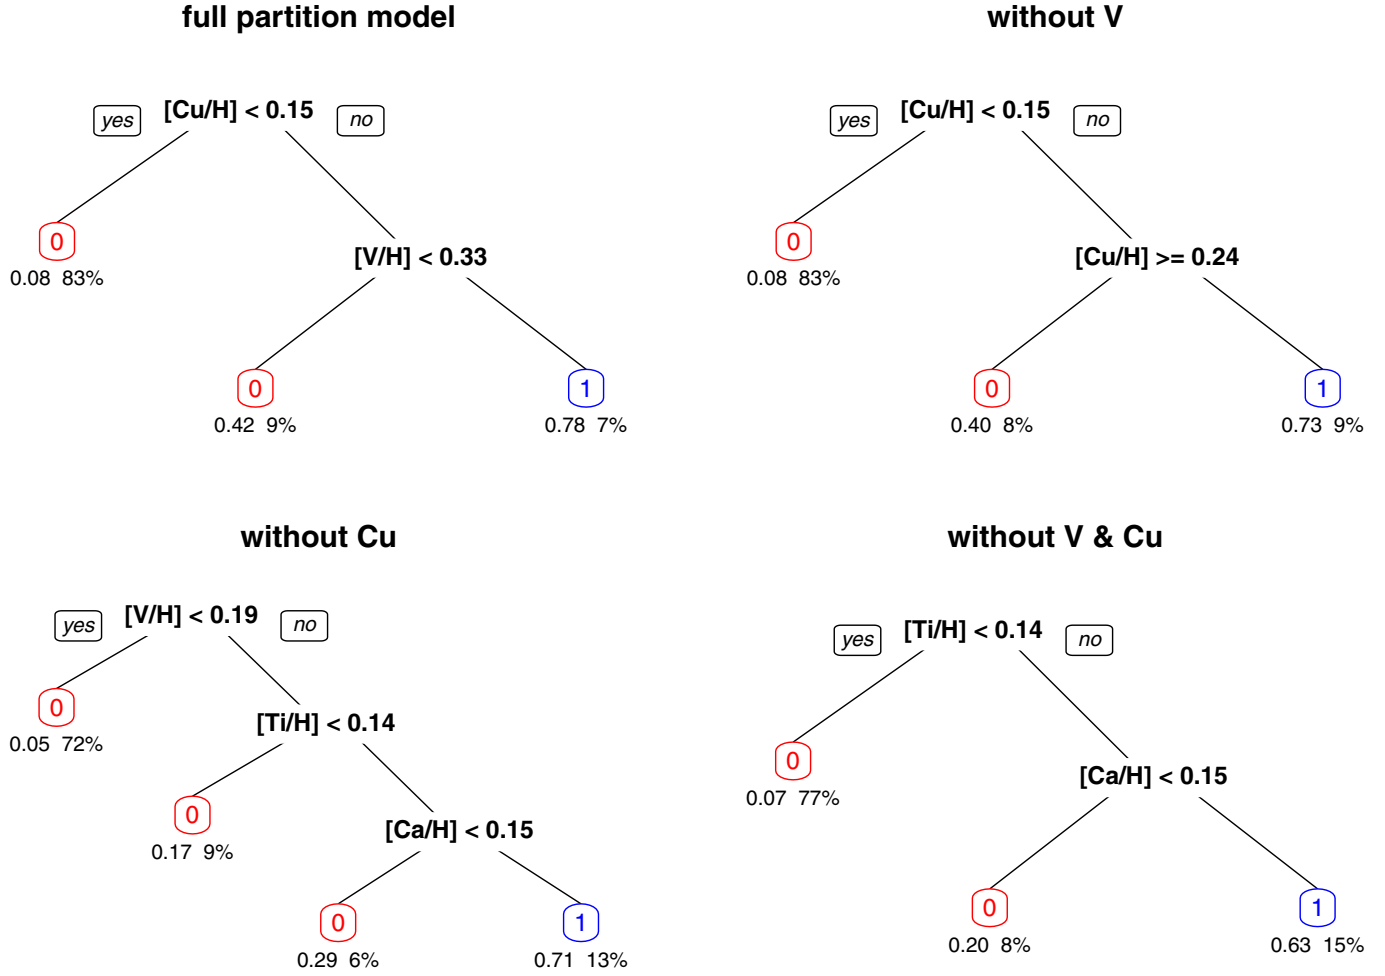 full partition model
yes [Cu/H] < 0.15 no
0
0.08 83%
[V/H] < 0.33
0
0.42 9%
1
0.78 7%
without V
yes [Cu/H] < 0.15 no
0
0.08 83%
[Cu/H] >= 0.24
0
0.40 8%
1
0.73 9%
without Cu
yes [V/H] < 0.19 no
0
0.05 72%
[Ti/H] < 0.14
0
0.17 9%
[Ca/H] < 0.15
0
0.29 6%
1
0.71 13%
without V & Cu
yes [Ti/H] < 0.14 no
0
0.07 77%
[Ca/H] < 0.15
0
0.20 8%
1
0.63 15%